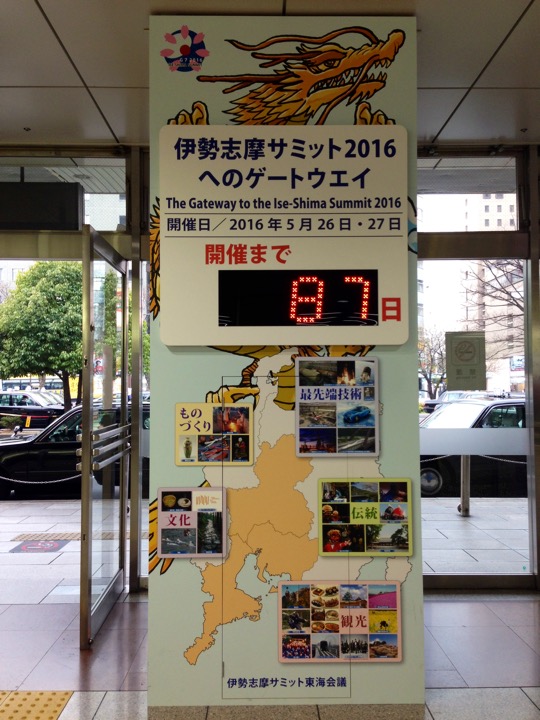 伊勢志摩サミット2016
へのゲートウエイ
The Gateway to the Ise-Shima Summit 2016
開催日／2016年5月26日・27日
開催まで
87日
最先端技術
もの
づくり
伝統
文化
観光
伊勢志摩サミット東海会議